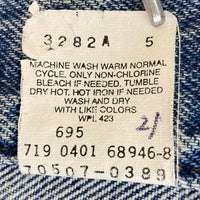 3282A 5
MACHINE WASH WARM NORMAL
CYCLE. ONLY NON-CHLORINE
BLEACH IF NEEDED. TUMBLE
DRY HOT. HOT IRON IF NEEDED
WASH AND DRY
WITH LIKE COLORS
WPL 423
695 2/
719 0401 68946-8
70507-0389